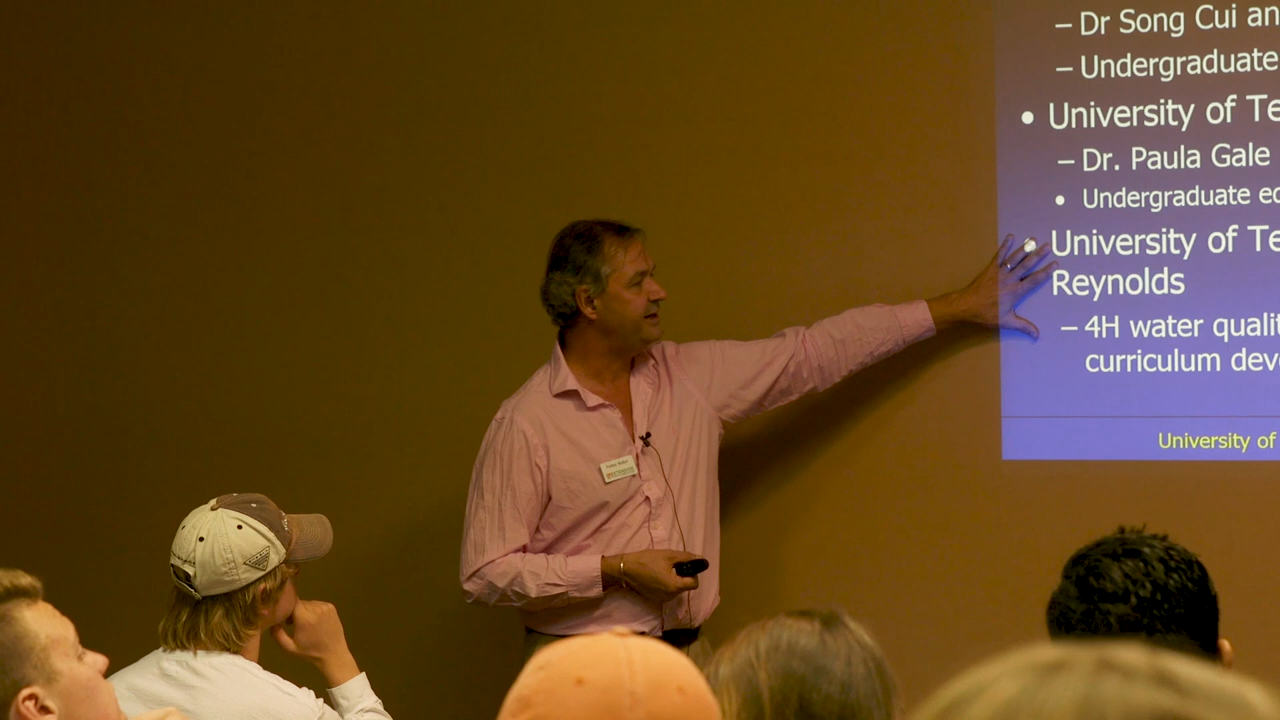 – Dr Song Cui an
– Undergraduate
• University of Te
– Dr. Paula Gale
• Undergraduate ed
• University of Te
Reynolds
– 4H water qualit
curriculum dev
University of